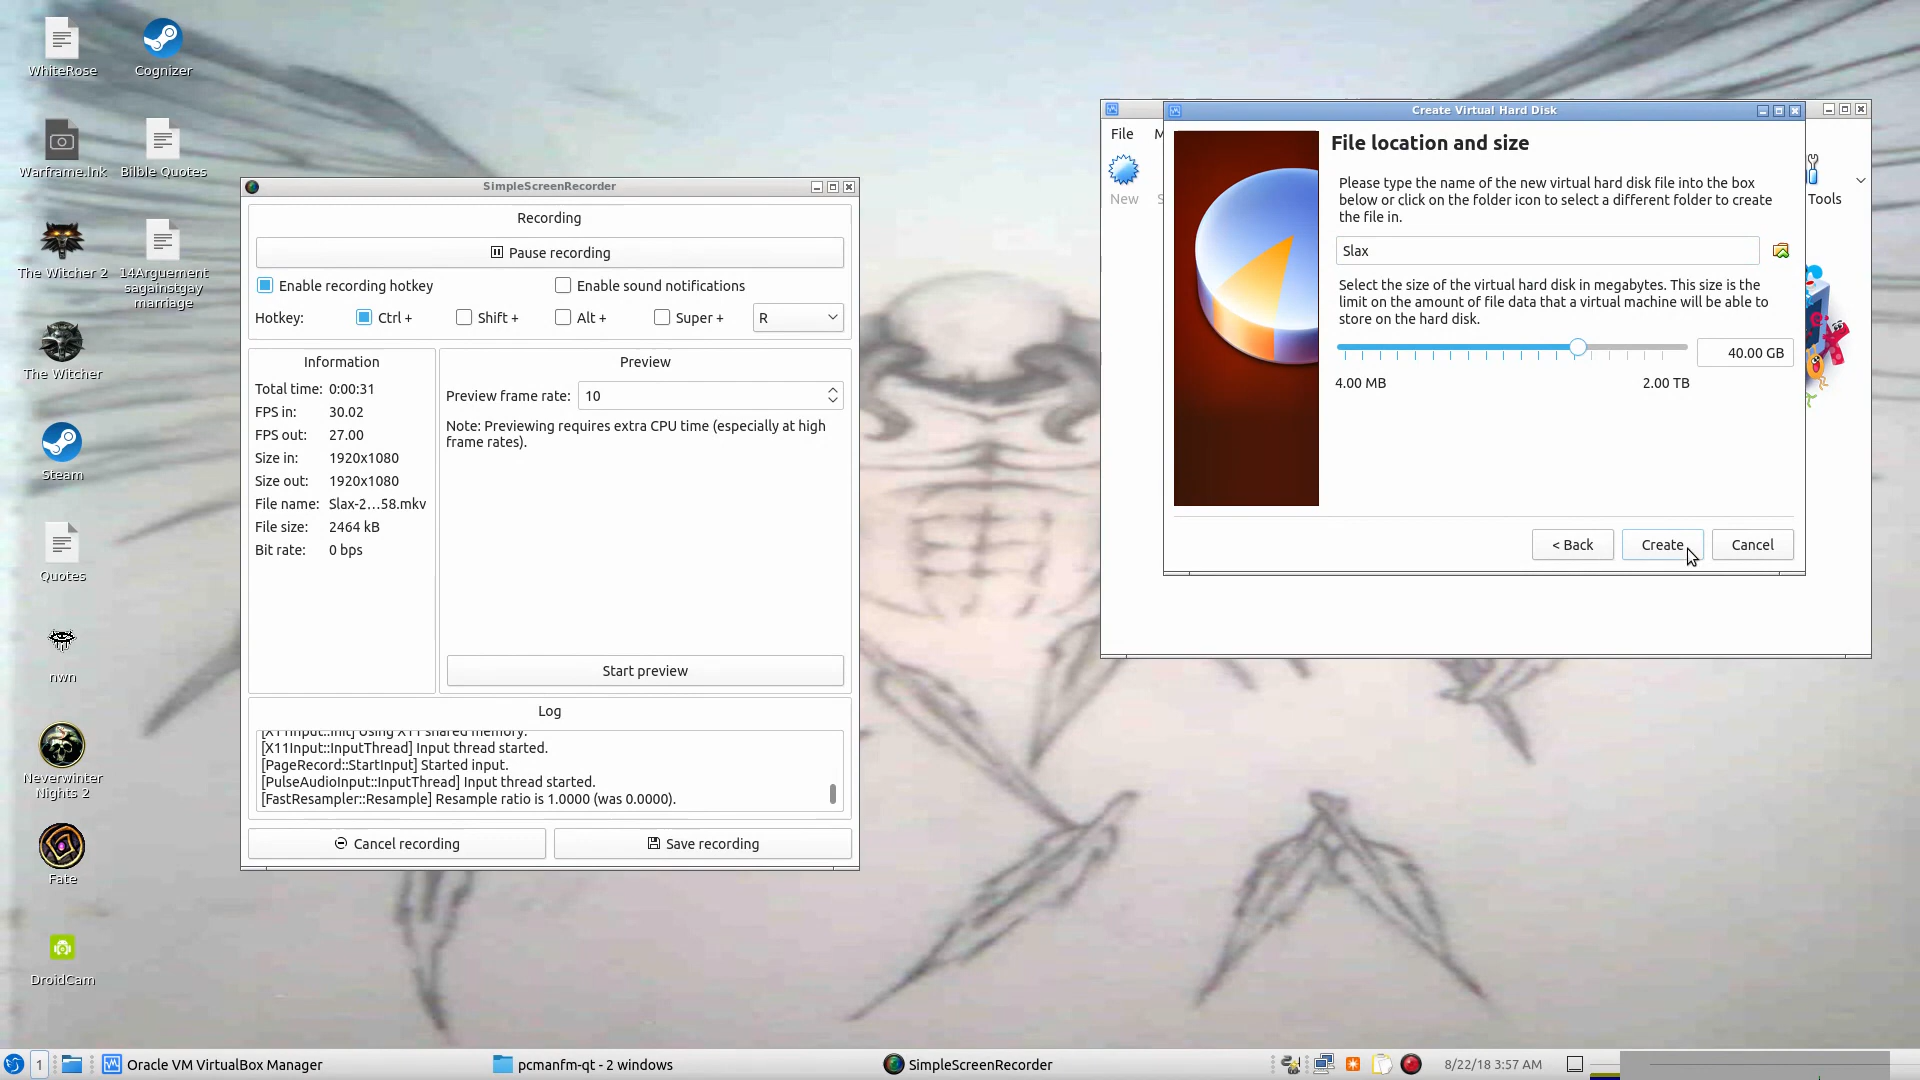 WhiteRose
Cognizer
Warframe.lnk
Bilble Quotes
The Witcher 2
14Arguement
sagainstgay
marriage
The Witcher
Steam
Quotes
nwn
Neverwinter
Nights 2
Fate
DroidCam
SimpleScreenRecorder
Recording
Pause recording
Enable recording hotkey
Enable sound notifications
Hotkey:
Ctrl +
Shift +
Alt +
Super +
R
Information
Total time: 0:00:31
FPS in: 30.02
FPS out: 27.00
Size in: 1920x1080
Size out: 1920x1080
File name: Slax-2...58.mkv
File size: 2464 kB
Bit rate: 0 bps
Preview
Preview frame rate: 10
Note: Previewing requires extra CPU time (especially at high
frame rates).
Start preview
Log
[X11Input::Init] Using X11 shared memory.
[X11Input::InputThread] Input thread started.
[PageRecord::StartInput] Started input.
[PulseAudioInput::InputThread] Input thread started.
[FastResampler::Resample] Resample ratio is 1.0000 (was 0.0000).
Cancel recording
Save recording
File
M
New
S
Tools
Create Virtual Hard Disk
File location and size
Please type the name of the new virtual hard disk file into the box
below or click on the folder icon to select a different folder to create
the file in.
Slax
Select the size of the virtual hard disk in megabytes. This size is the
limit on the amount of file data that a virtual machine will be able to
store on the hard disk.
40.00 GB
4.00 MB
2.00 TB
< Back
Create
Cancel
1
Oracle VM VirtualBox Manager
pcmanfm-qt - 2 windows
SimpleScreenRecorder
8/22/18 3:57 AM